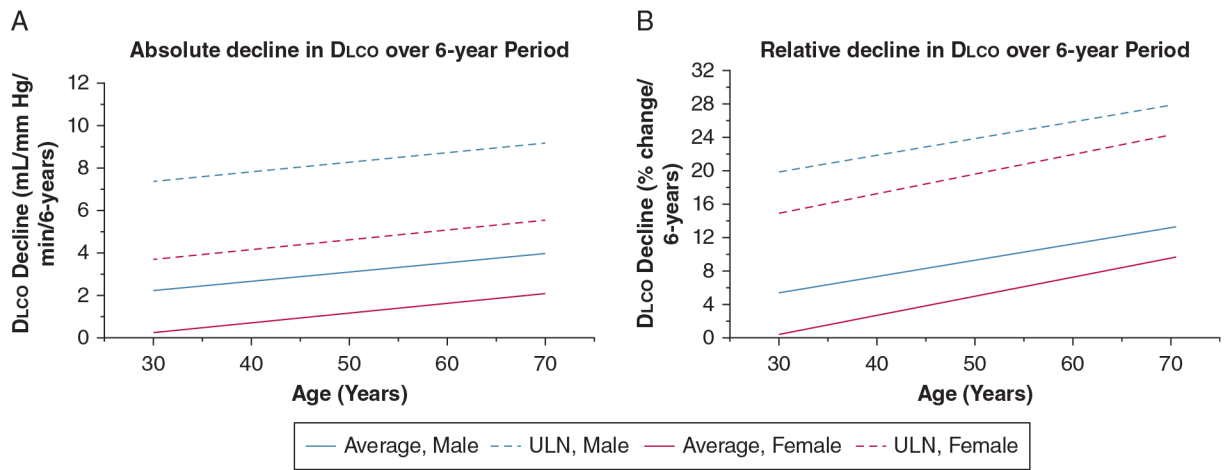 A
Absolute decline in DLCO over 6-year Period
DLCO Decline (mL/mm Hg/
min/6-years)
12
10
8
6
4
2
0
30 40 50 60 70
Age (Years)
B
Relative decline in DLCO over 6-year Period
DLCO Decline (% change/
6-years)
32
28
24
20
16
12
8
4
0
30 40 50 60 70
Age (Years)
Average, Male ULN, Male Average, Female ULN, Female